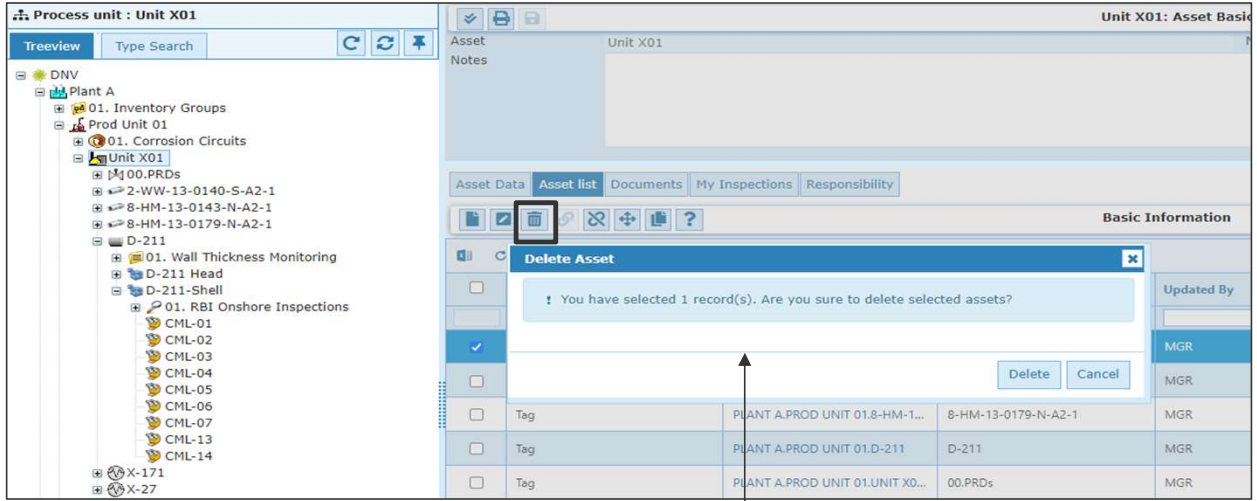 Process unit : Unit X01
Treeview
Type Search
DNV
Plant A
01. Inventory Groups
Prod Unit 01
01. Corrosion Circuits
Unit X01
00.PRDs
2-WW-13-0140-S-A2-1
8-HM-13-0143-N-A2-1
8-HM-13-0179-N-A2-1
D-211
01. Wall Thickness Monitoring
D-211 Head
D-211-Shell
01. RBI Onshore Inspections
CML-01
CML-02
CML-03
CML-04
CML-05
CML-06
CML-07
CML-13
CML-14
X-171
X-27
Unit X01: Asset Basic
Asset Unit X01
Notes
Asset Data Asset list Documents My Inspections Responsibility
? Basic Information
Delete Asset
! You have selected 1 record(s). Are you sure to delete selected assets?
Delete Cancel
Updated By
MGR
MGR
Tag PLANT A.PROD UNIT 01.8-HM-1... 8-HM-13-0179-N-A2-1 MGR
Tag PLANT A.PROD UNIT 01.D-211 D-211 MGR
Tag PLANT A.PROD UNIT 01.UNIT X0... 00.PRDs MGR